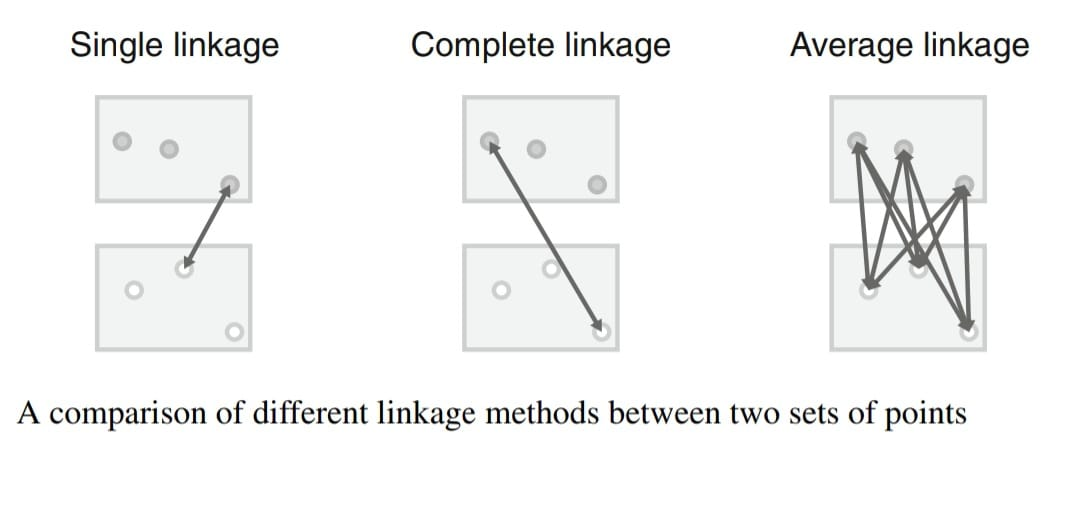 Single linkage
Complete linkage
Average linkage
A comparison of different linkage methods between two sets of points